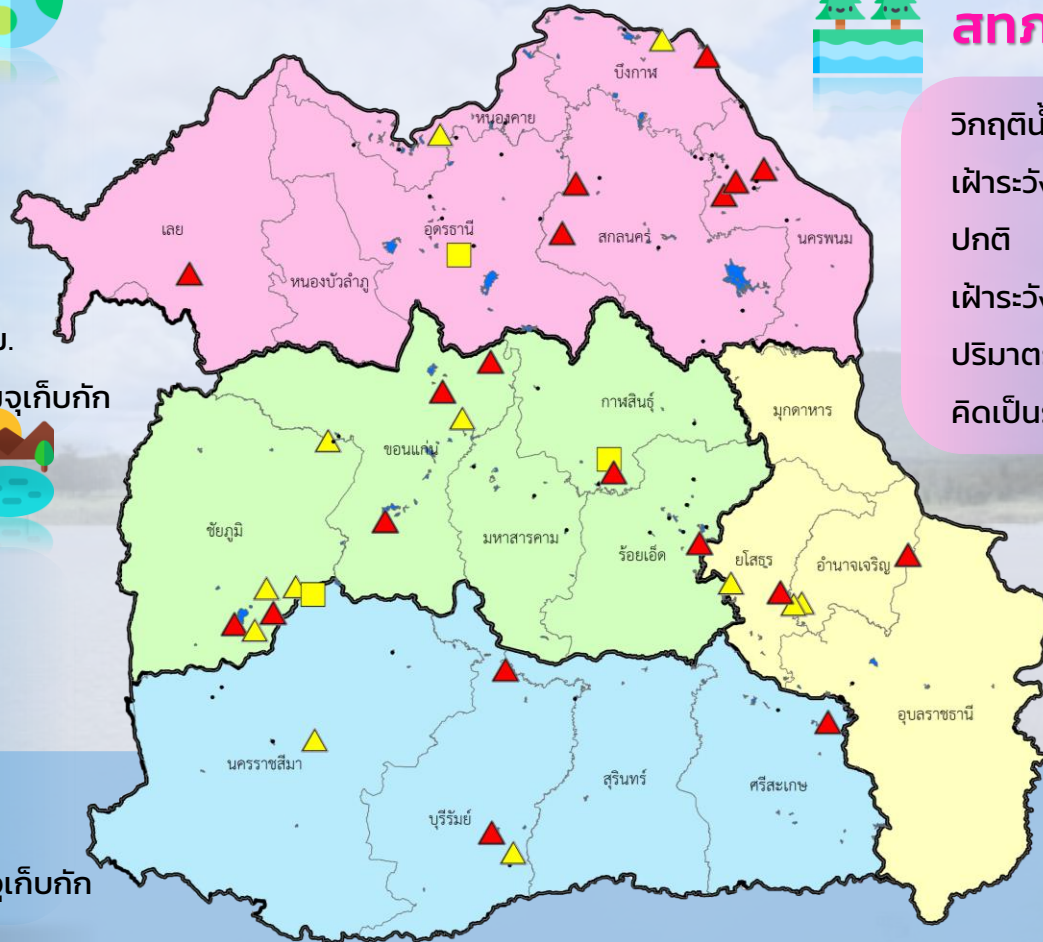 สทภ
วิกฤติน้
เฝ้าระวัง
ปกติ
เฝ้าระวัง
ปริมาตร
คิดเป็นร
ม.
จุเก็บกัก
จุเก็บกัก
บึงกาฬ
หนองคาย
เลย
อุดรธานี
สกลนคร
นครพนม
หนองบัวลำภู
กาฬสินธุ์
มุกดาหาร
ขอนแก่น
ชัยภูมิ
มหาสารคาม
ร้อยเอ็ด
ยโสธร
อำนาจเจริญ
อุบลราชธานี
นครราชสีมา
สุรินทร์
ศรีสะเกษ
บุรีรัมย์